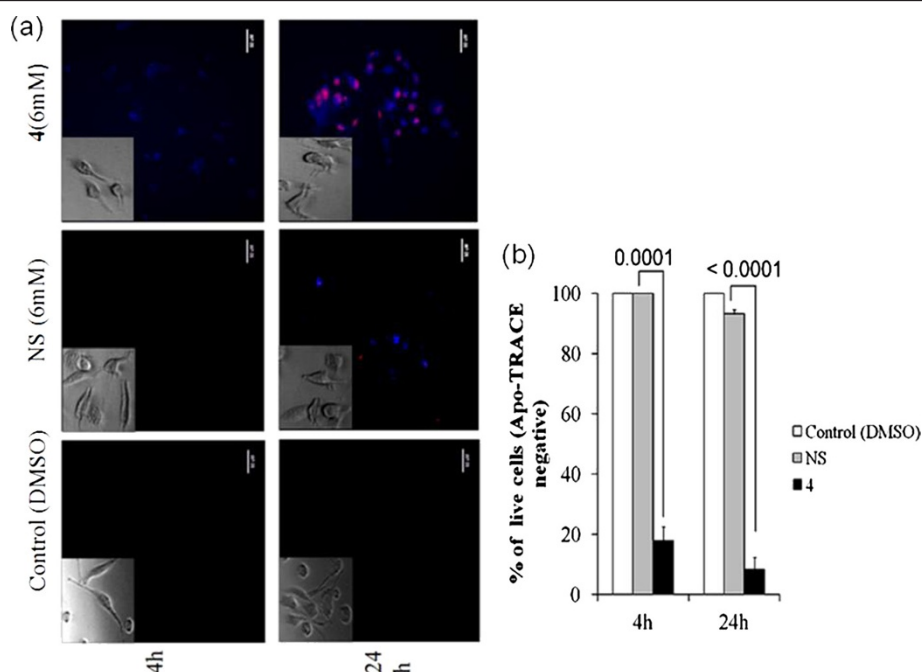 (a)
4(6mM)
NS (6mM)
Control (DMSO)
4h
24
h
(b)
0.0001
< 0.0001
100
80
60
40
20
0
% of live cells (Apo-TRACE
negative)
4h
24h
Control (DMSO)
NS
4